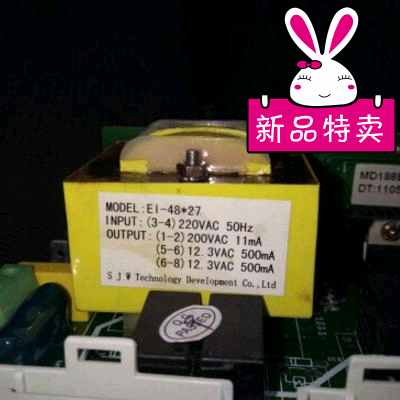 新品特卖
MODEL:EI-48*27
INPUT:(3-4)220VAC 50Hz
OUTPUT:(1-2)200VAC 11mA
(5-6)12.3VAC 500mA
(6-8)12.3VAC 500mA
S J W Technology Development Co.,Ltd
MD188
DT:1105
Q.C
PASSED